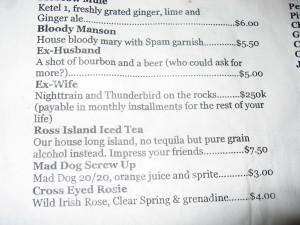 Mule
Ketel 1, freshly grated ginger, lime and
Ginger ale..................................$6.00
Bloody Manson
House bloody mary with Spam garnish............$5.50
Ex-Husband
A shot of bourbon and a beer (who could ask for
more?)......................................$5.00
Ex-Wife
Nighttrain and Thunderbird on the rocks........$250k
(payable in monthly installments for the rest of your
life)
Ross Island Iced Tea
Our house long island, no tequila but pure grain
alcohol instead. Impress your friends...........$7.50
Mad Dog Screw Up
Mad Dog 20/20, orange juice and sprite..........$3.00
Cross Eyed Rosie
Wild Irish Rose, Clear Spring & grenadine.......$4.00